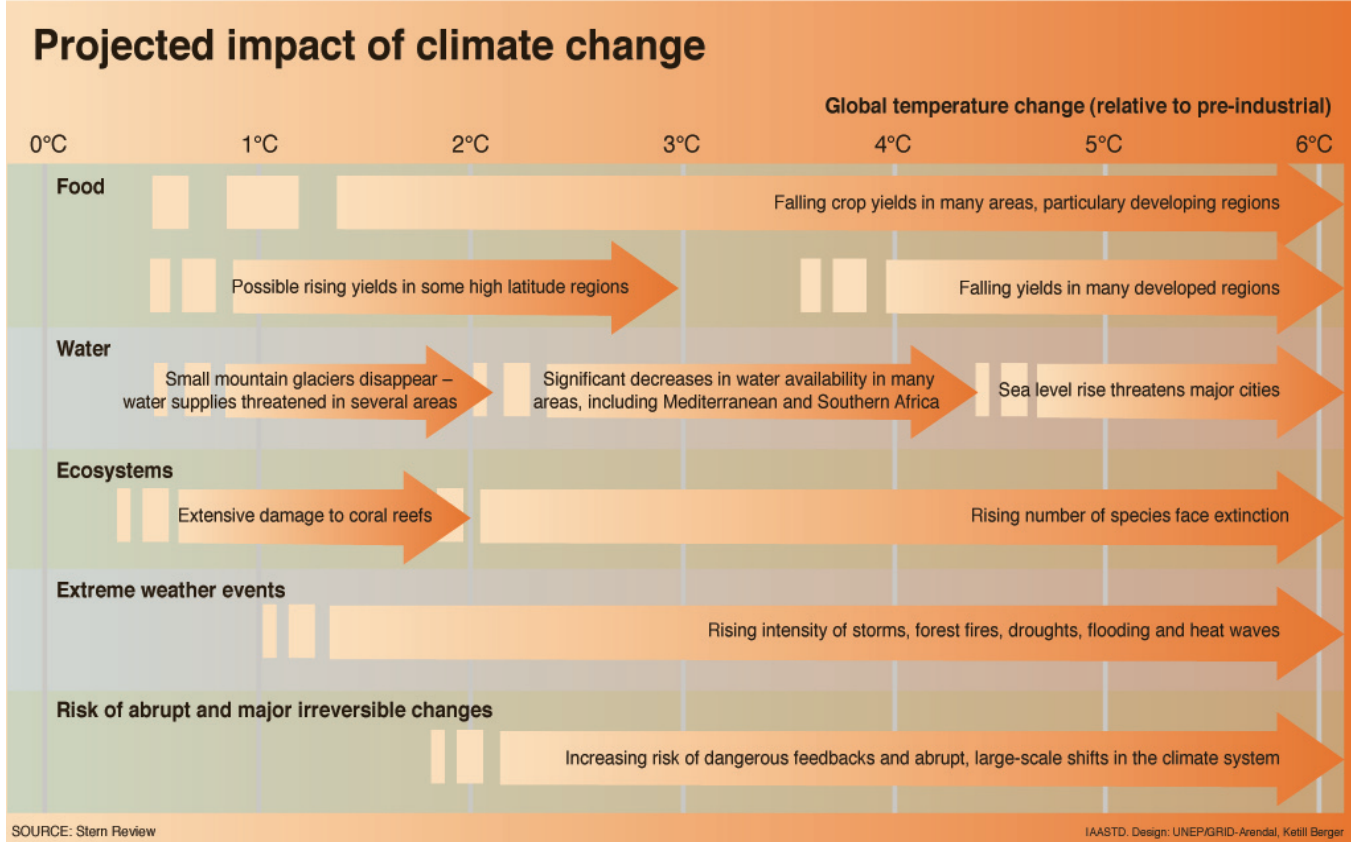 Projected impact of climate change
Global temperature change (relative to pre-industrial)
0°C 1°C 2°C 3°C 4°C 5°C 6°C
Food
Falling crop yields in many areas, particulary developing regions
Possible rising yields in some high latitude regions
Falling yields in many developed regions
Water
Small mountain glaciers disappear –
water supplies threatened in several areas
Significant decreases in water availability in many
areas, including Mediterranean and Southern Africa
Sea level rise threatens major cities
Ecosystems
Extensive damage to coral reefs
Rising number of species face extinction
Extreme weather events
Rising intensity of storms, forest fires, droughts, flooding and heat waves
Risk of abrupt and major irreversible changes
Increasing risk of dangerous feedbacks and abrupt, large-scale shifts in the climate system
SOURCE: Stern Review
IAASTD. Design: UNEP/GRID-Arendal, Ketill Berger